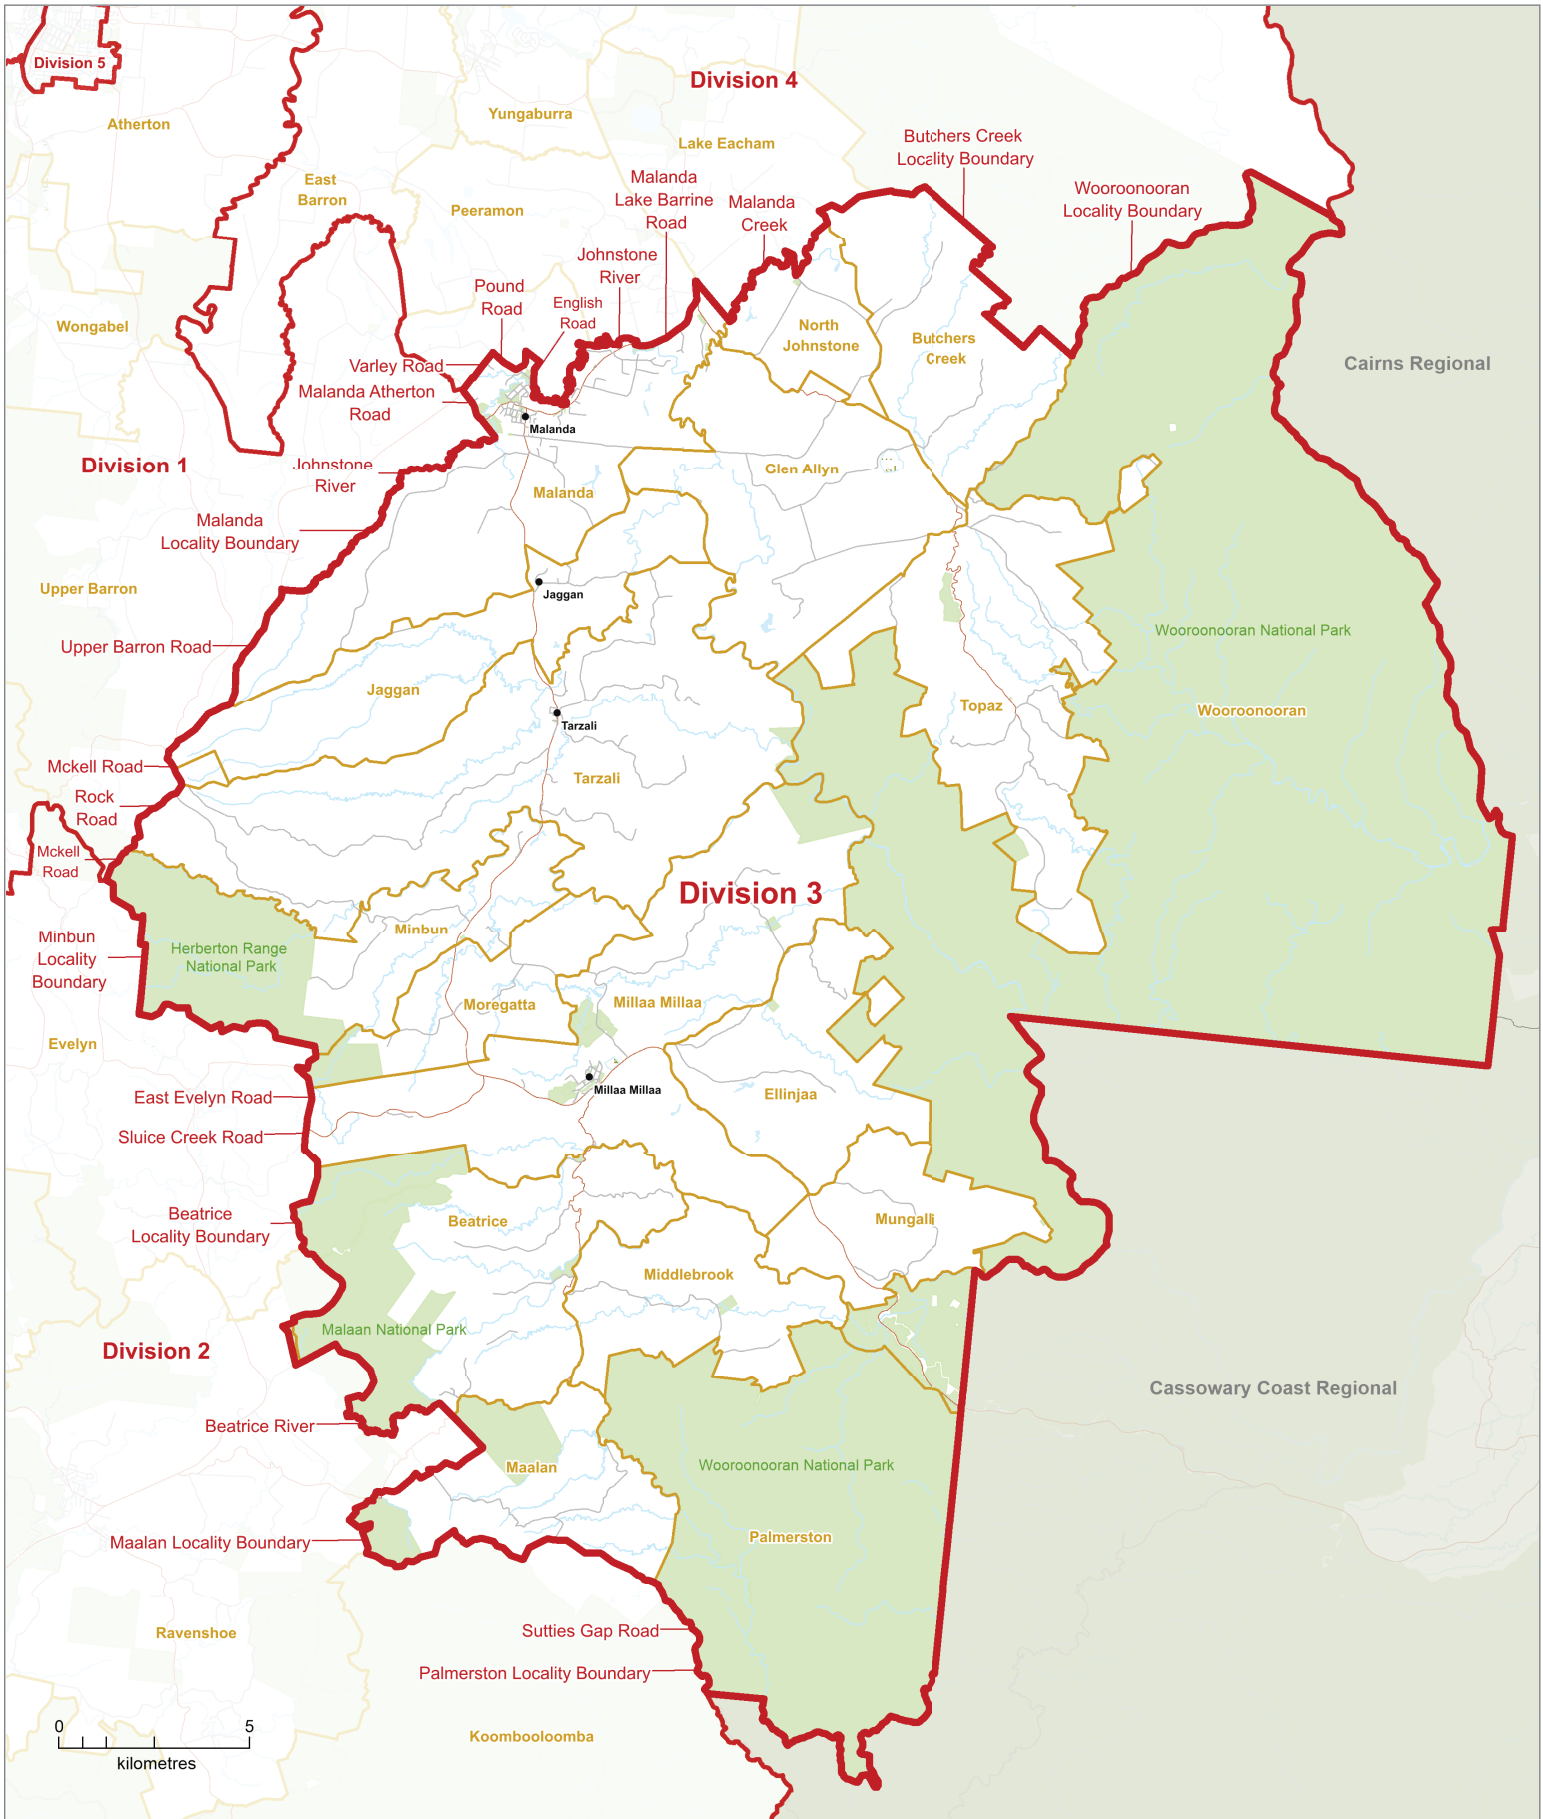 Division 5
Division 4
Atherton
Yungaburra
Lake Eacham
Butchers Creek
Locality Boundary
East
Barron
Malanda
Lake Barrine
Road
Malanda
Creek
Wooroonooran
Locality Boundary
Peeramon
Johnstone
River
Pound
Road
English
Road
Wongabel
North
Johnstone
Butchers
Creek
Cairns Regional
Varley Road
Malanda Atherton
Road
Malanda
Division 1
Johnstone
River
Glen Allyn
Malanda
Malanda
Locality Boundary
Upper Barron
Jaggan
Wooroonooran National Park
Upper Barron Road
Jaggan
Topaz
Wooroonooran
Tarzali
Mckell Road
Tarzali
Rock
Road
Mckell
Road
Division 3
Minbun
Minbun
Locality
Boundary
Herberton Range
National Park
Moregatta
Millaa Millaa
Evelyn
Millaa Millaa
Ellinjaa
East Evelyn Road
Sluice Creek Road
Beatrice
Locality Boundary
Beatrice
Mungalli
Middlebrook
Malaan National Park
Division 2
Cassowary Coast Regional
Beatrice River
Maalan
Wooroonooran National Park
Palmerston
Maalan Locality Boundary
Ravenshoe
Sutties Gap Road
Palmerston Locality Boundary
Koombooloomba
0 5
kilometres